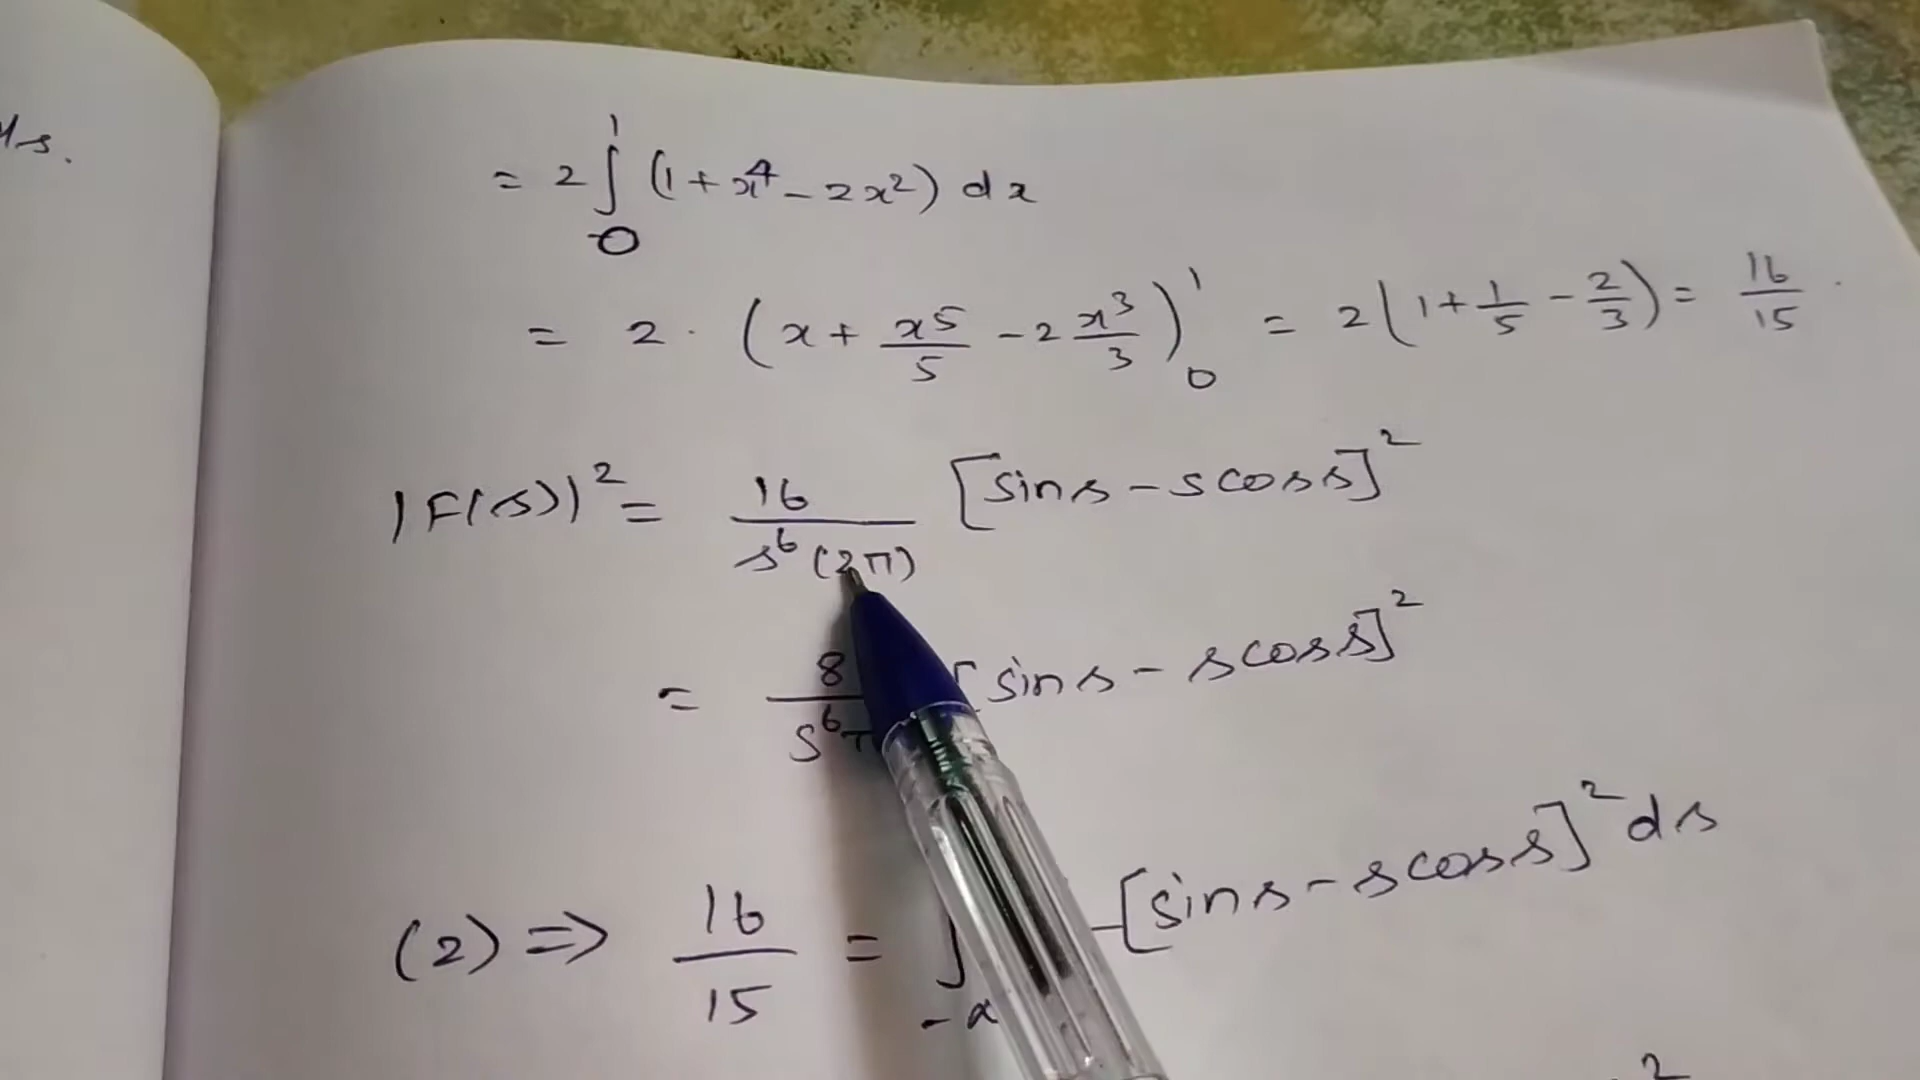 ds.
= 2 ∫₀¹ (1 + x⁴ - 2x²) dx
= 2 · (x + x⁵/5 - 2 x³/3)₀¹ = 2(1 + 1/5 - 2/3) = 16/15 .
|F(s)|² = 16/(s⁶(2π)) [sin s - s cos s]²
= 8/(s⁶π) [sin s - s cos s]²
(2) ⇒ 16/15 = ∫ [sin s - s cos s]² ds
-∞
2